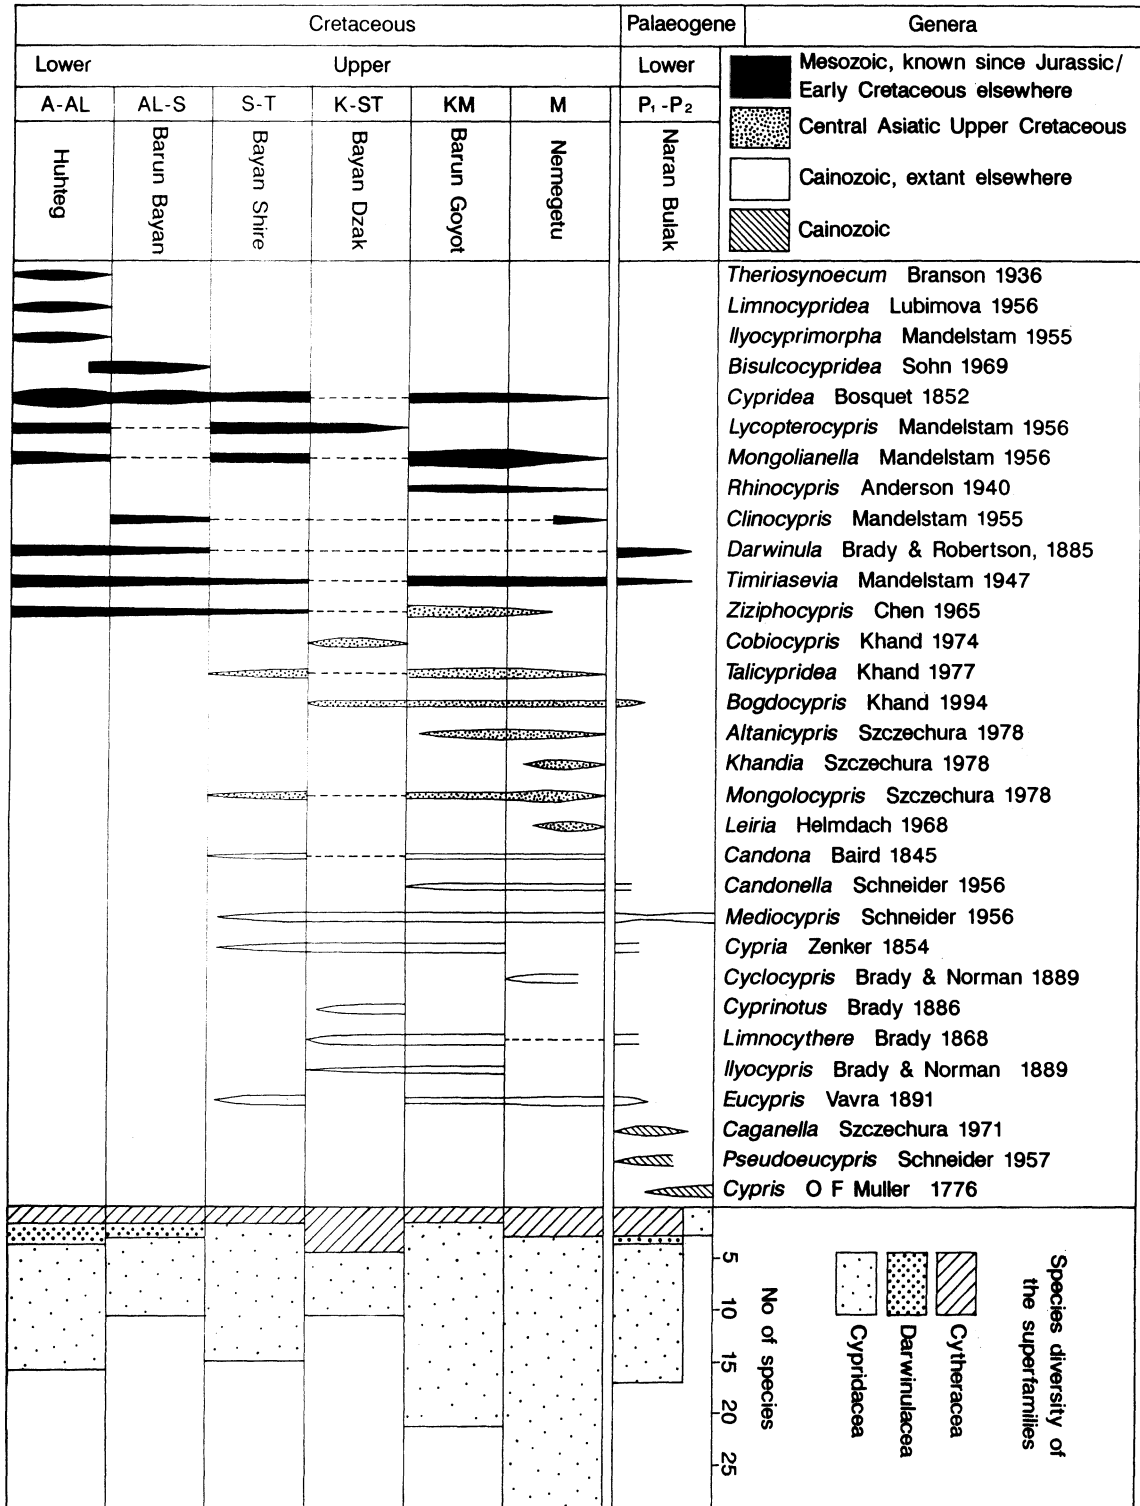 Cretaceous
Palaeogene
Genera
Lower
Upper
Lower
A-AL
AL-S
S-T
K-ST
KM
M
P₁-P₂
Huhteg
Barun Bayan
Bayan Shire
Bayan Dzak
Barun Goyot
Nemegetu
Naran Bulak
Mesozoic, known since Jurassic/
Early Cretaceous elsewhere
Central Asiatic Upper Cretaceous
Cainozoic, extant elsewhere
Cainozoic
Theriosynoecum Branson 1936
Limnocypridea Lubimova 1956
Ilyocyprimorpha Mandelstam 1955
Bisulcocypridea Sohn 1969
Cypridea Bosquet 1852
Lycopterocypris Mandelstam 1956
Mongolianella Mandelstam 1956
Rhinocypris Anderson 1940
Clinocypris Mandelstam 1955
Darwinula Brady & Robertson, 1885
Timiriasevia Mandelstam 1947
Ziziphocypris Chen 1965
Cobiocypris Khand 1974
Talicypridea Khand 1977
Bogdocypris Khand 1994
Altanicypris Szczechura 1978
Khandia Szczechura 1978
Mongolocypris Szczechura 1978
Leiria Helmdach 1968
Candona Baird 1845
Candonella Schneider 1956
Mediocypris Schneider 1956
Cypria Zenker 1854
Cyclocypris Brady & Norman 1889
Cyprinotus Brady 1886
Limnocythere Brady 1868
Ilyocypris Brady & Norman 1889
Eucypris Vavra 1891
Caganella Szczechura 1971
Pseudoeucypris Schneider 1957
Cypris O F Muller 1776
5
10
15
20
25
No of species
Species diversity of
the superfamilies
Cytheracea
Darwinulacea
Cypridacea